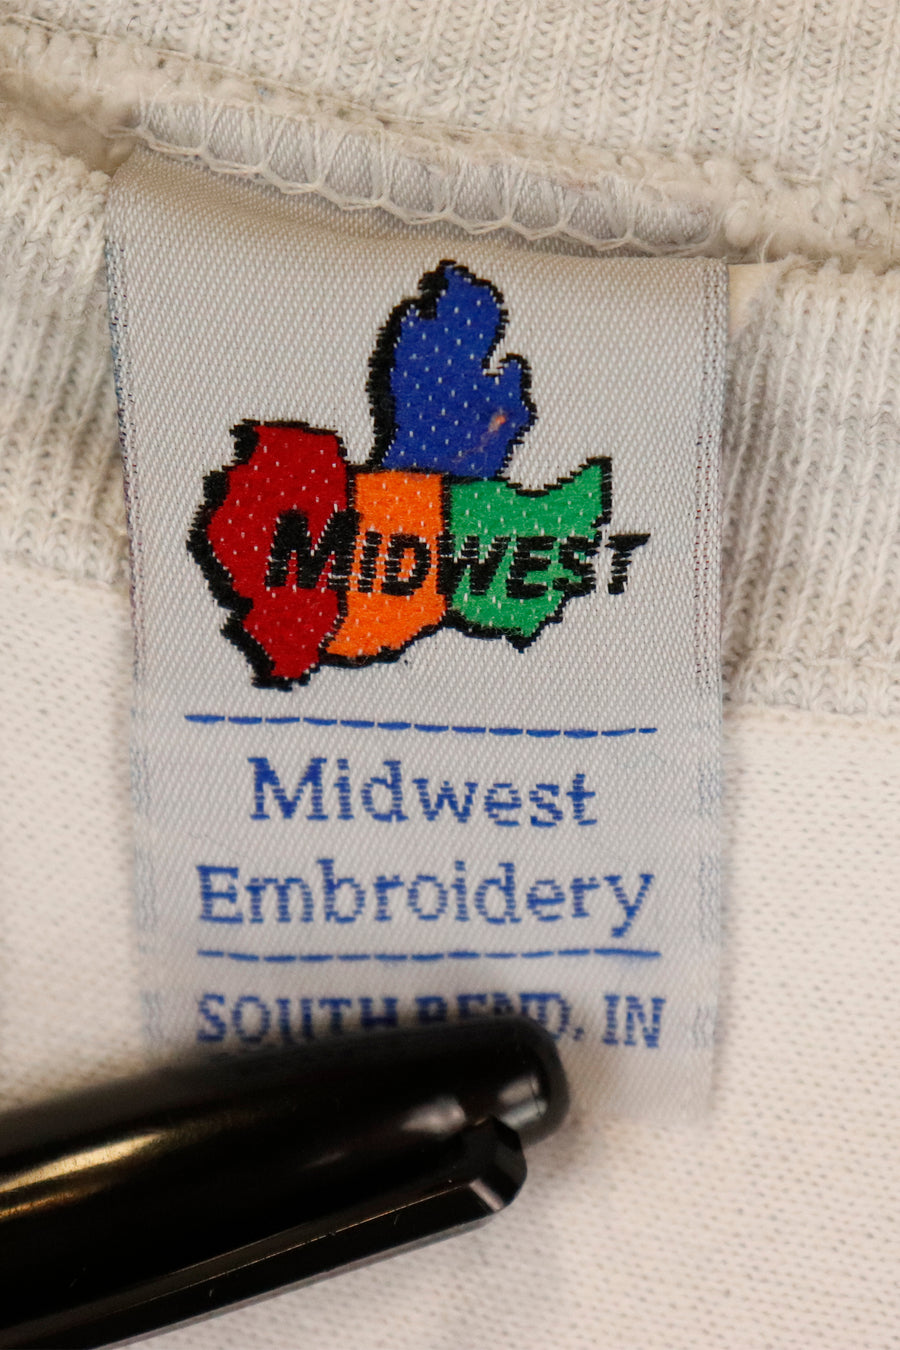 MIDWEST
Midwest
Embroidery
SOUTH BEND, IN